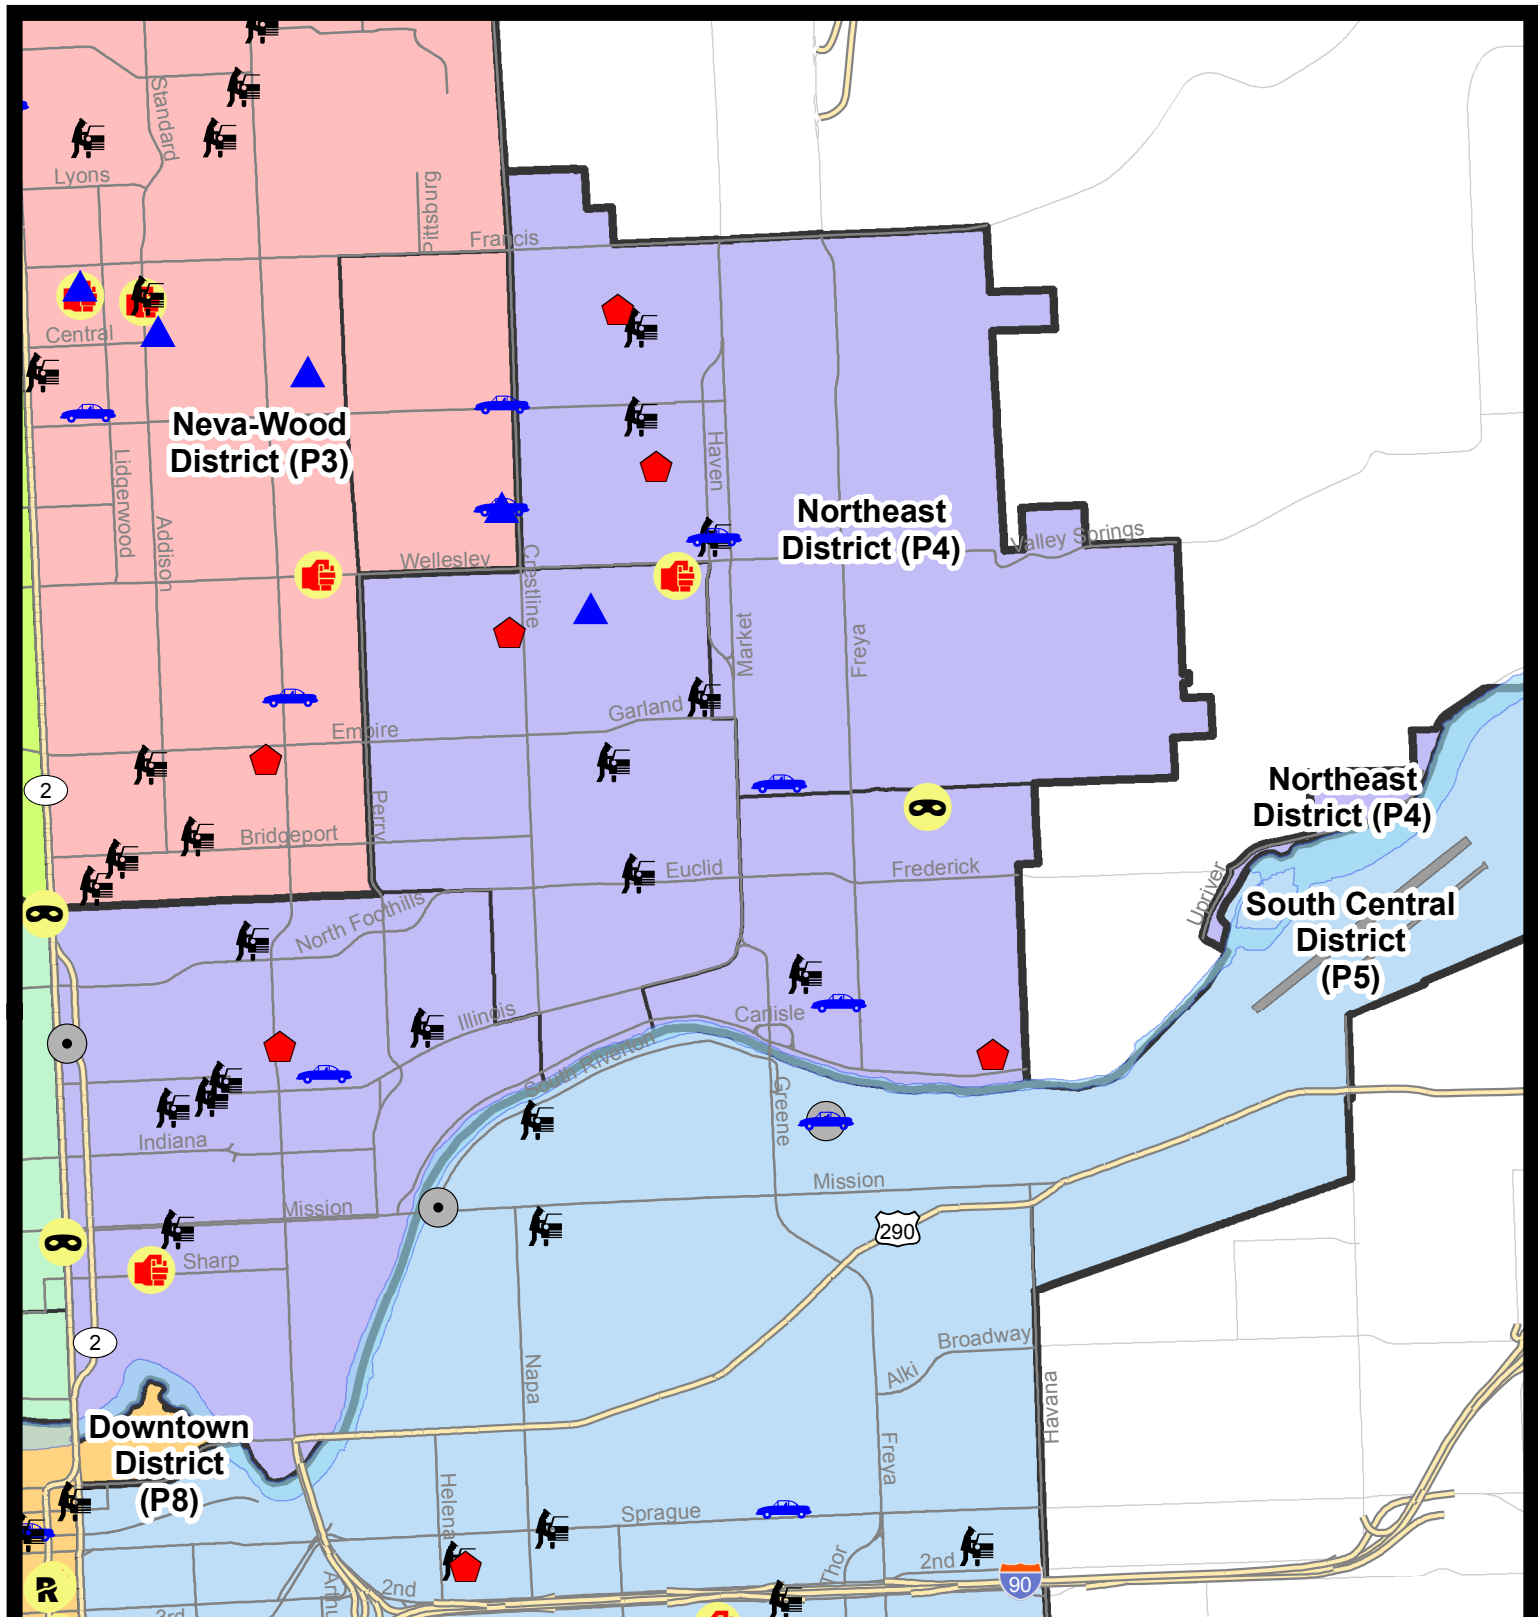 Standard
Lyons
Pittsburg
Francis
Central
Neva-Wood
District (P3)
Lidgerwood
Addison
Haven
Northeast
District (P4)
Valley Springs
Wellesley
Crestline
Market
Freya
Garland
Empire
2
Perry
Bridgeport
Euclid
Frederick
Northeast
District (P4)
Upriver
South Central
District
(P5)
North Foothills
Illinois
Carlisle
South Riverton
Greene
Indiana
Mission
Mission
290
Sharp
2
Broadway
Alki
Napa
Havana
Downtown
District
(P8)
Freya
Helena
Sprague
Thor
2nd
2nd
90
R
3rd